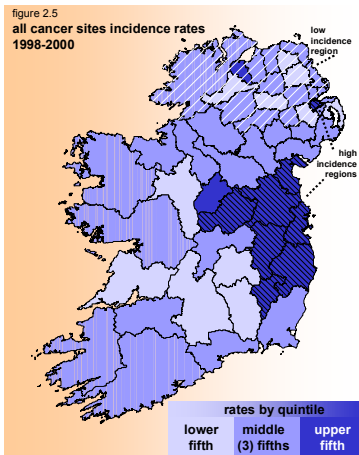 figure 2.5
all cancer sites incidence rates
1998-2000
low
incidence
region
high
incidence
regions
rates by quintile
lower
fifth
middle
(3) fifths
upper
fifth